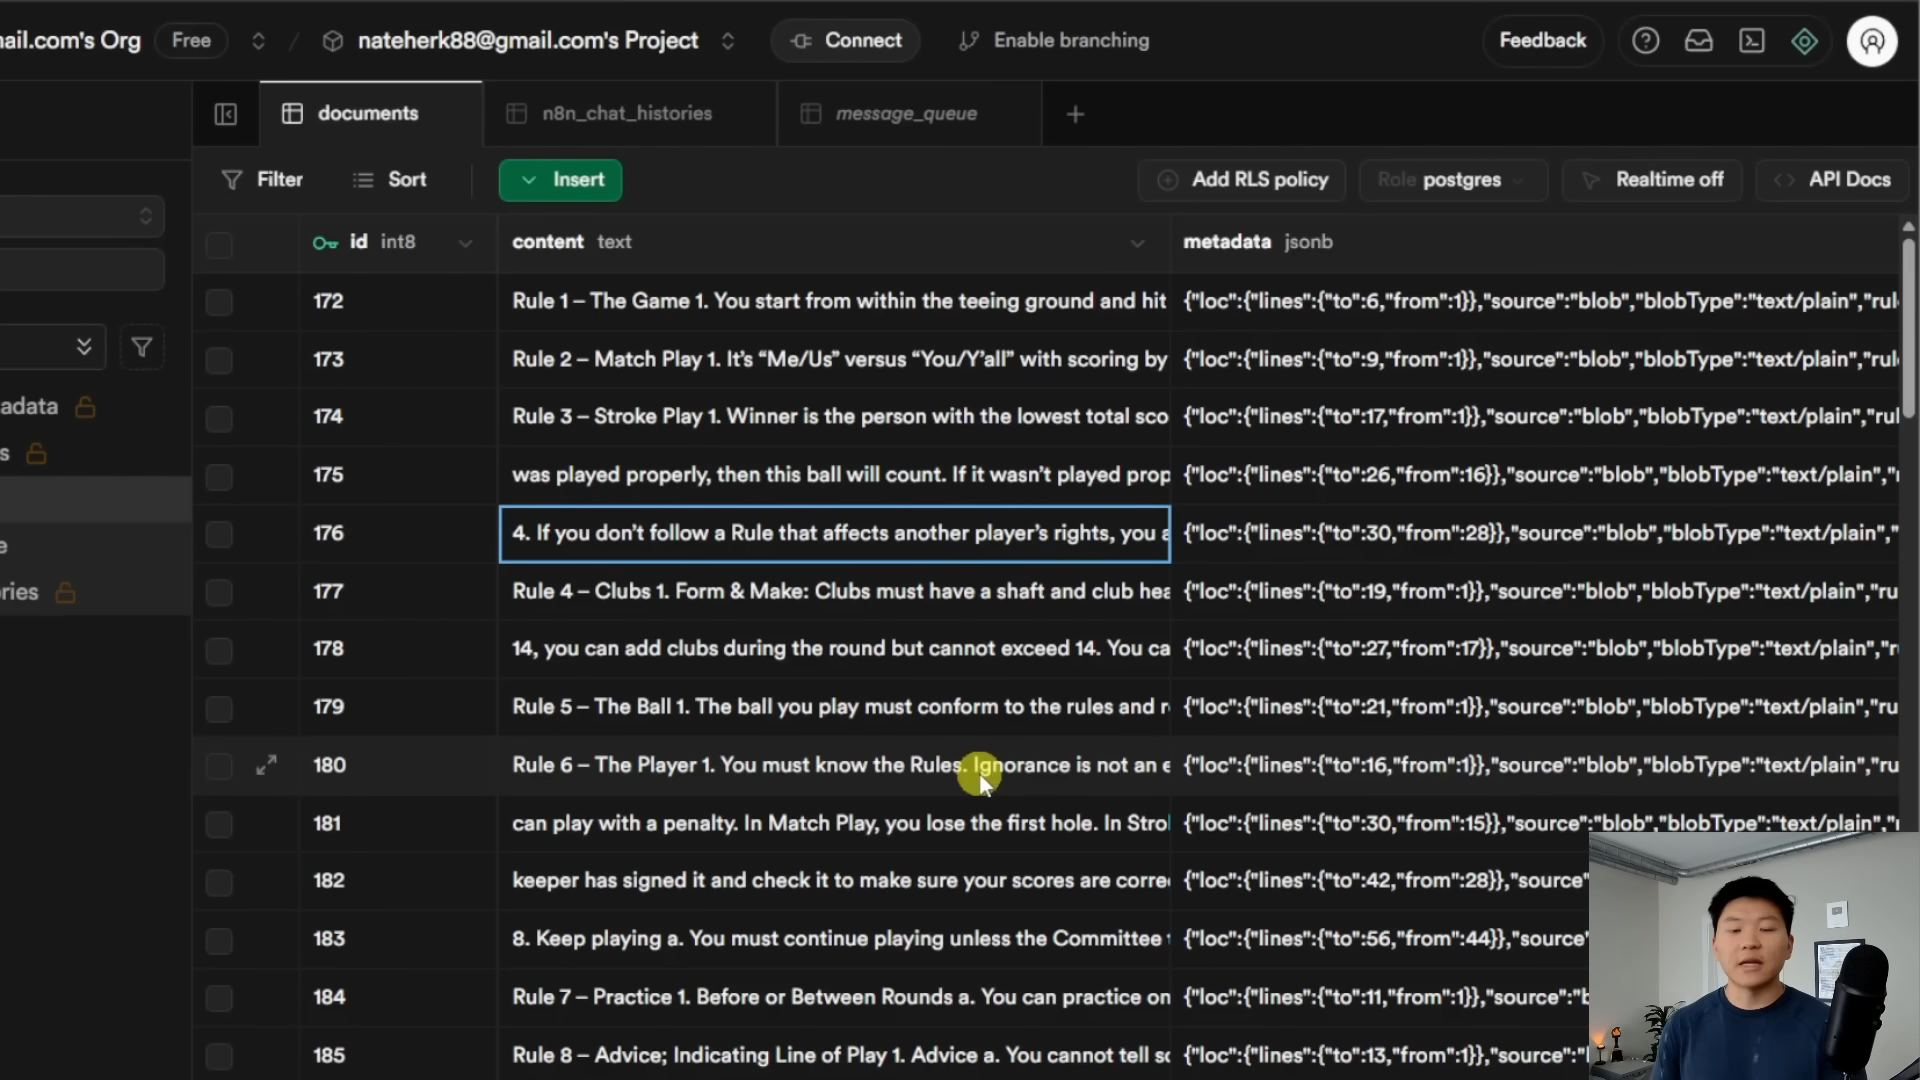 nail.com's Org Free / nateherk88@gmail.com's Project Connect Enable branching Feedback
documents n8n_chat_histories message_queue +
Filter Sort Insert Add RLS policy Role postgres Realtime off API Docs
id int8 content text metadata jsonb
172 Rule 1 – The Game 1. You start from within the teeing ground and hit {"loc":{"lines":{"to":6,"from":1}},"source":"blob","blobType":"text/plain","rul
173 Rule 2 – Match Play 1. It's “Me/Us” versus “You/Y'all” with scoring by {"loc":{"lines":{"to":9,"from":1}},"source":"blob","blobType":"text/plain","rul
174 Rule 3 – Stroke Play 1. Winner is the person with the lowest total sco {"loc":{"lines":{"to":17,"from":1}},"source":"blob","blobType":"text/plain","rul
adata
175 was played properly, then this ball will count. If it wasn't played prop {"loc":{"lines":{"to":26,"from":16}},"source":"blob","blobType":"text/plain","r
s
176 4. If you don't follow a Rule that affects another player's rights, you a {"loc":{"lines":{"to":30,"from":28}},"source":"blob","blobType":"text/plain","
e
177 Rule 4 – Clubs 1. Form & Make: Clubs must have a shaft and club hea {"loc":{"lines":{"to":19,"from":1}},"source":"blob","blobType":"text/plain","ru
ries
178 14, you can add clubs during the round but cannot exceed 14. You ca {"loc":{"lines":{"to":27,"from":17}},"source":"blob","blobType":"text/plain","r
179 Rule 5 – The Ball 1. The ball you play must conform to the rules and r {"loc":{"lines":{"to":21,"from":1}},"source":"blob","blobType":"text/plain","ru
180 Rule 6 – The Player 1. You must know the Rules. Ignorance is not an e {"loc":{"lines":{"to":16,"from":1}},"source":"blob","blobType":"text/plain","ru
181 can play with a penalty. In Match Play, you lose the first hole. In Stro {"loc":{"lines":{"to":30,"from":15}},"source":"blob","blobType":"text/plain","r
182 keeper has signed it and check it to make sure your scores are corre {"loc":{"lines":{"to":42,"from":28}},"source"
183 8. Keep playing a. You must continue playing unless the Committee {"loc":{"lines":{"to":56,"from":44}},"source"
184 Rule 7 – Practice 1. Before or Between Rounds a. You can practice on {"loc":{"lines":{"to":11,"from":1}},"source":"b
185 Rule 8 – Advice; Indicating Line of Play 1. Advice a. You cannot tell sc {"loc":{"lines":{"to":13,"from":1}},"source":"